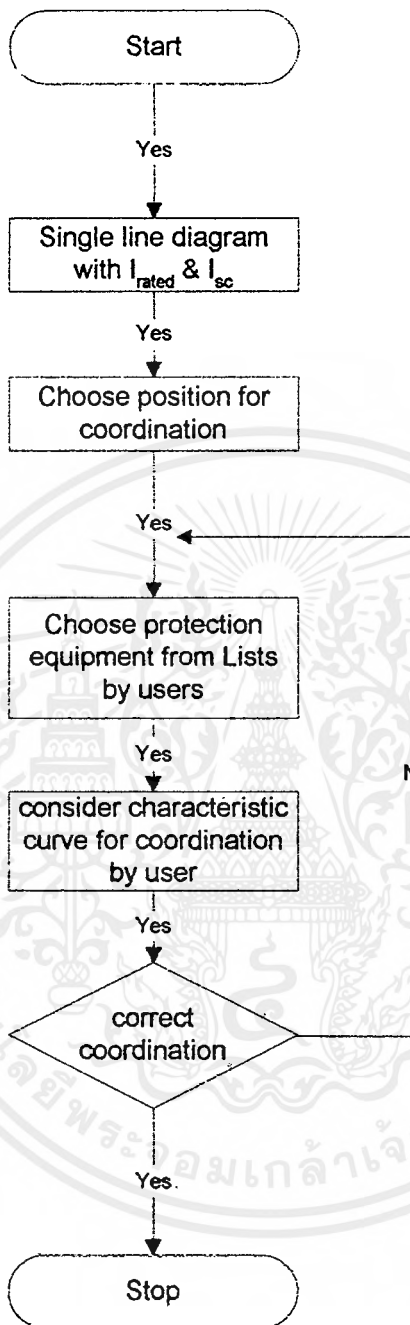 Start
Yes
Single line diagram
with I_rated & I_sc
Yes
Choose position for
coordination
Yes
Choose protection
equipment from Lists
by users
Yes
N
consider characteristic
curve for coordination
by user
Yes
correct
coordination
Yes.
Stop